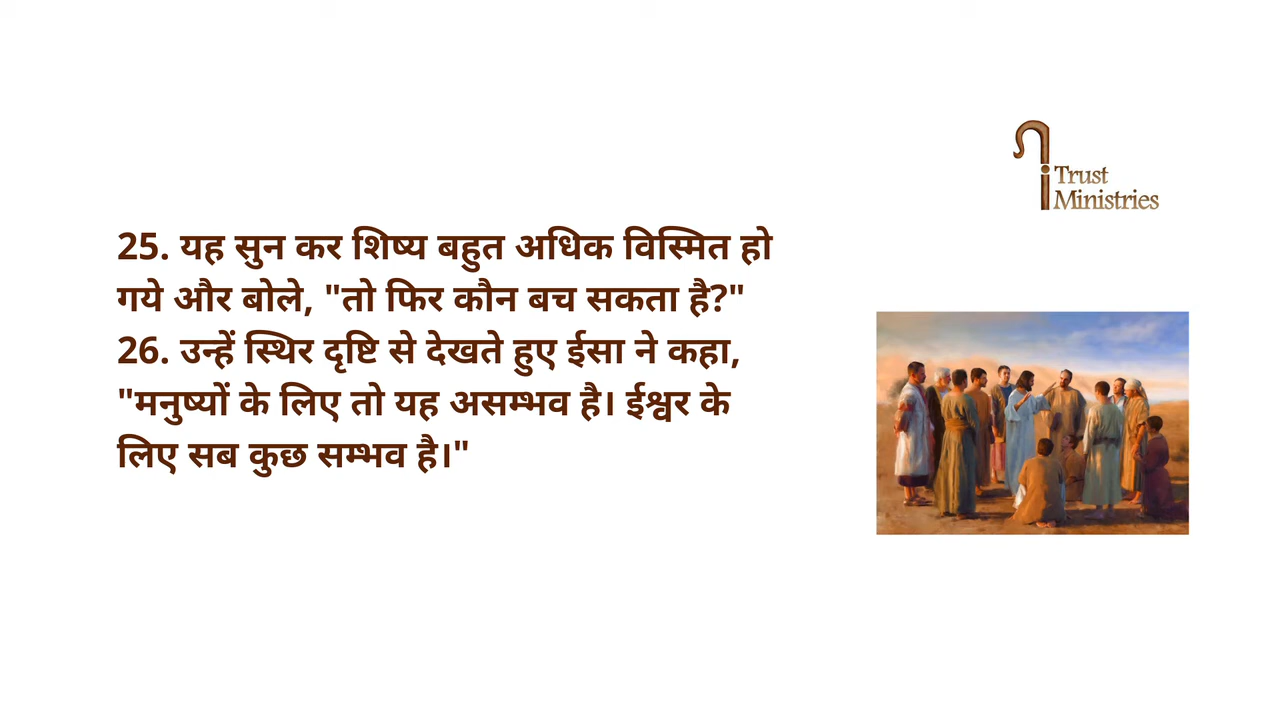 25. यह सुन कर शिष्य बहुत अधिक विस्मित हो
गये और बोले, "तो फिर कौन बच सकता है?"
26. उन्हें स्थिर दृष्टि से देखते हुए ईसा ने कहा,
"मनुष्यों के लिए तो यह असम्भव है। ईश्वर के
लिए सब कुछ सम्भव है।"
Trust
Ministries